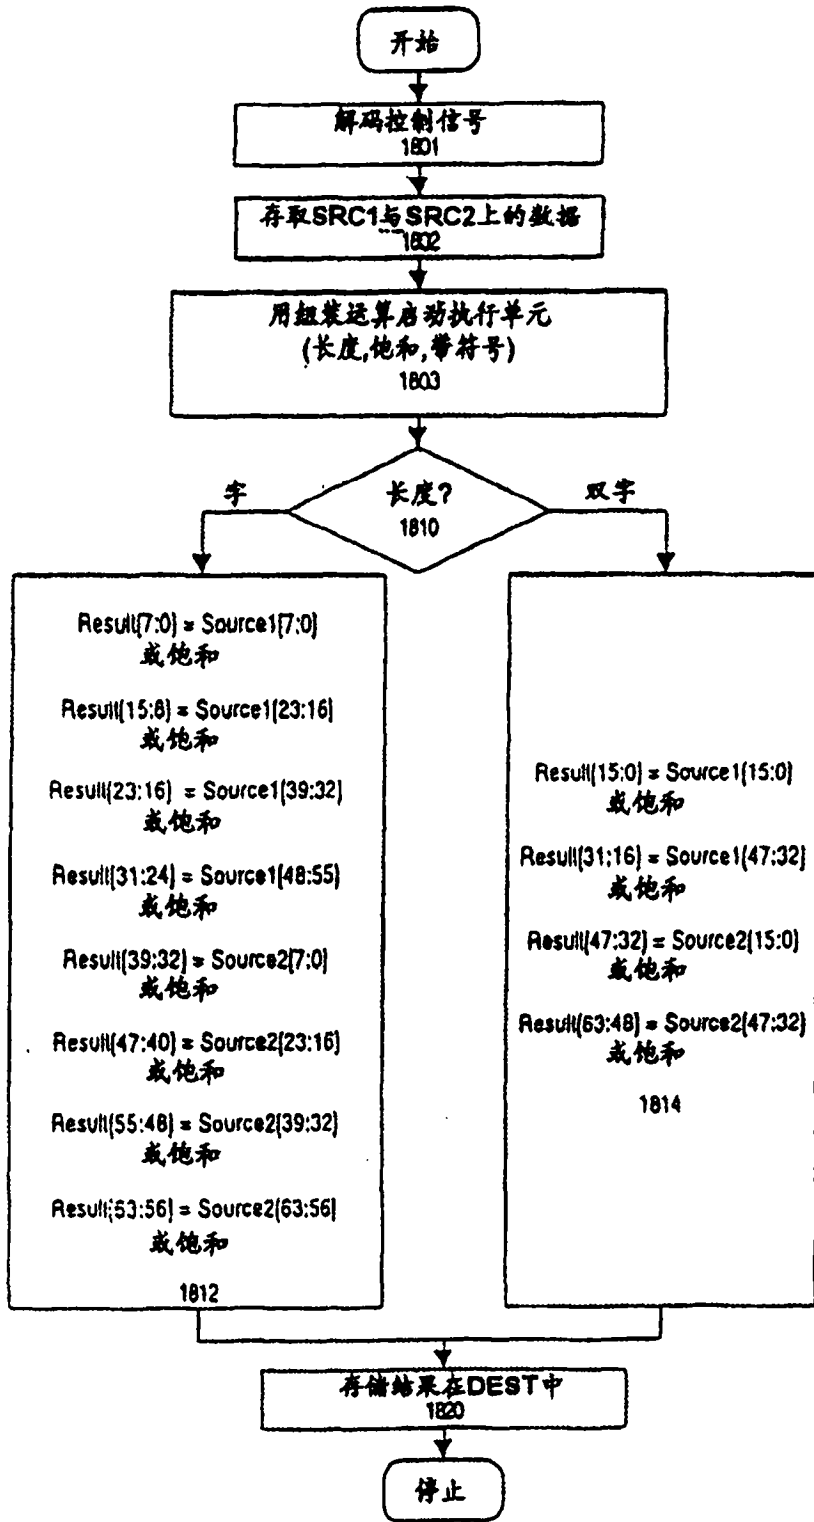 开始
解码控制信号
1801
存取SRC1与SRC2上的数据
1802
用组装运算启动执行单元
(长度,饱和,带符号)
1803
长度?
1810
字
双字
Result(7:0) = Source1(7:0)
或饱和
Result(15:8) = Source1(23:16)
或饱和
Result(23:16) = Source1(39:32)
或饱和
Result(31:24) = Source1(48:55)
或饱和
Result(39:32) = Source2(7:0)
或饱和
Result(47:40) = Source2(23:16)
或饱和
Result(55:48) = Source2(39:32)
或饱和
Result(63:56) = Source2(63:56)
或饱和
1812
Result(15:0) = Source1(15:0)
或饱和
Result(31:16) = Source1(47:32)
或饱和
Result(47:32) = Source2(15:0)
或饱和
Result(63:48) = Source2(47:32)
或饱和
1814
存储结果在DEST中
1820
停止